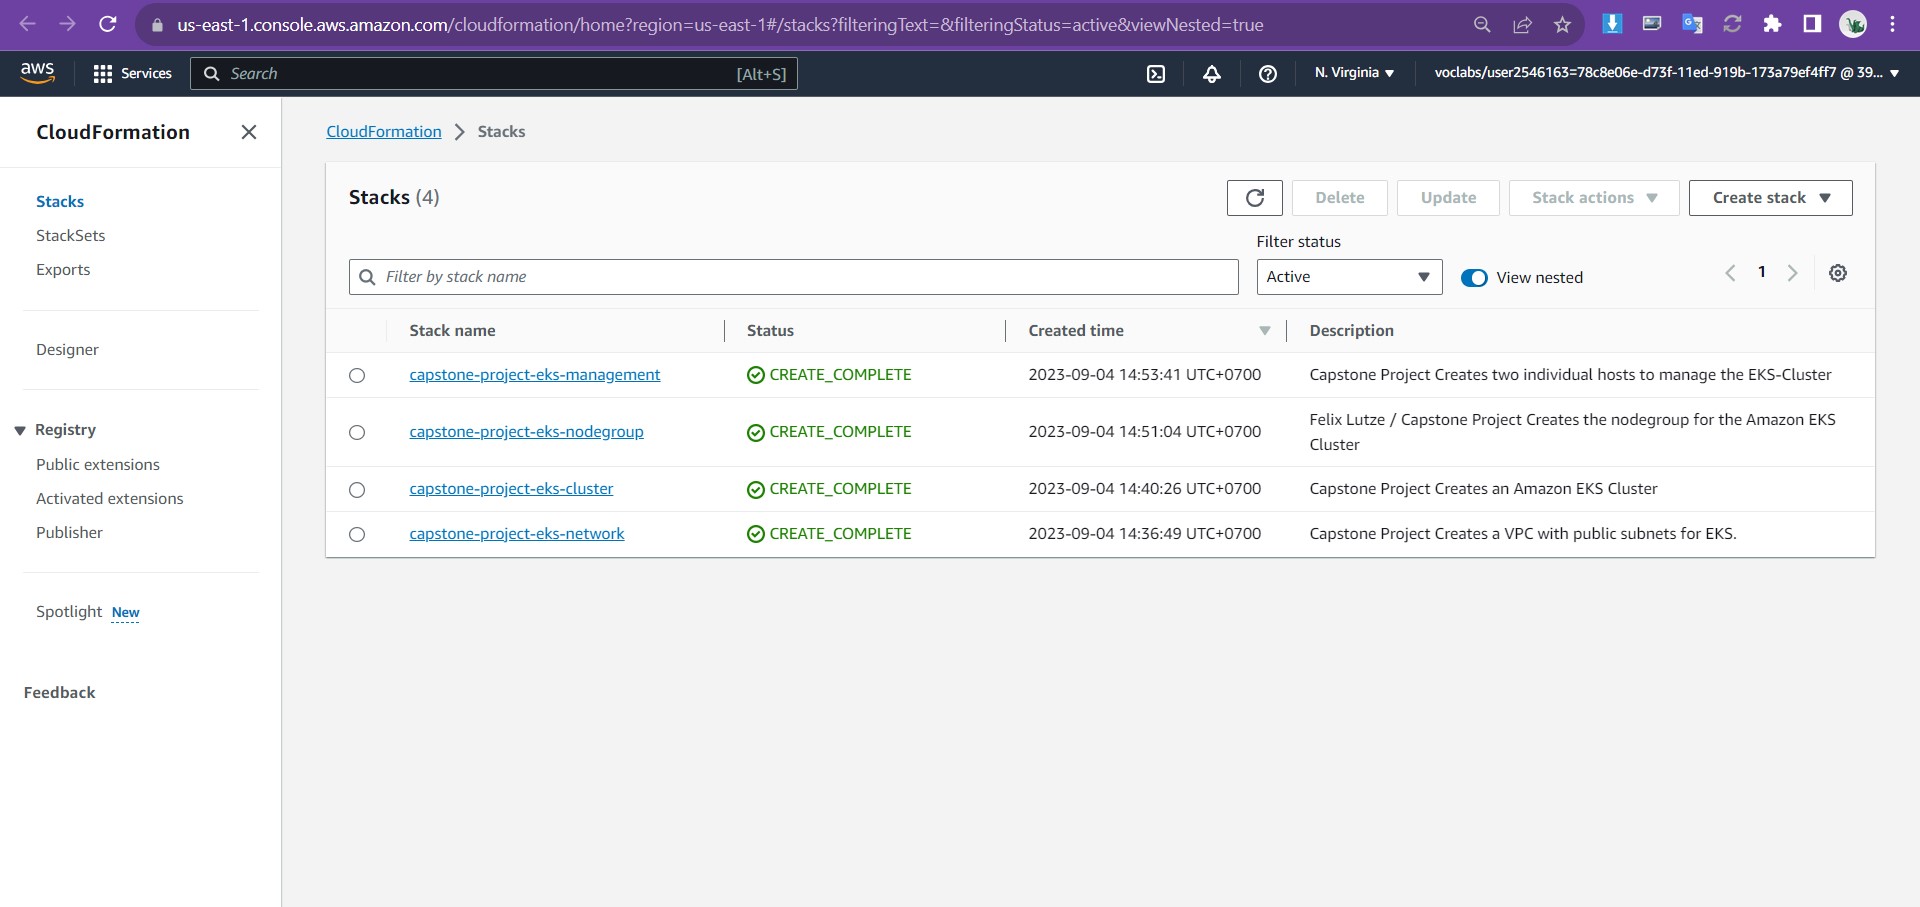 us-east-1.console.aws.amazon.com/cloudformation/home?region=us-east-1#/stacks?filteringText=&filteringStatus=active&viewNested=true
aws
Services
Search
[Alt+S]
N. Virginia
voclabs/user2546163=78c8e06e-d73f-11ed-919b-173a79ef4ff7 @ 39...
CloudFormation
Stacks
StackSets
Exports
Designer
Registry
Public extensions
Activated extensions
Publisher
Spotlight New
Feedback
CloudFormation > Stacks
Stacks (4)
Delete
Update
Stack actions
Create stack
Filter status
Filter by stack name
Active
View nested
1
Stack name Status Created time Description
capstone-project-eks-management CREATE_COMPLETE 2023-09-04 14:53:41 UTC+0700 Capstone Project Creates two individual hosts to manage the EKS-Cluster
capstone-project-eks-nodegroup CREATE_COMPLETE 2023-09-04 14:51:04 UTC+0700 Felix Lutze / Capstone Project Creates the nodegroup for the Amazon EKS
Cluster
capstone-project-eks-cluster CREATE_COMPLETE 2023-09-04 14:40:26 UTC+0700 Capstone Project Creates an Amazon EKS Cluster
capstone-project-eks-network CREATE_COMPLETE 2023-09-04 14:36:49 UTC+0700 Capstone Project Creates a VPC with public subnets for EKS.